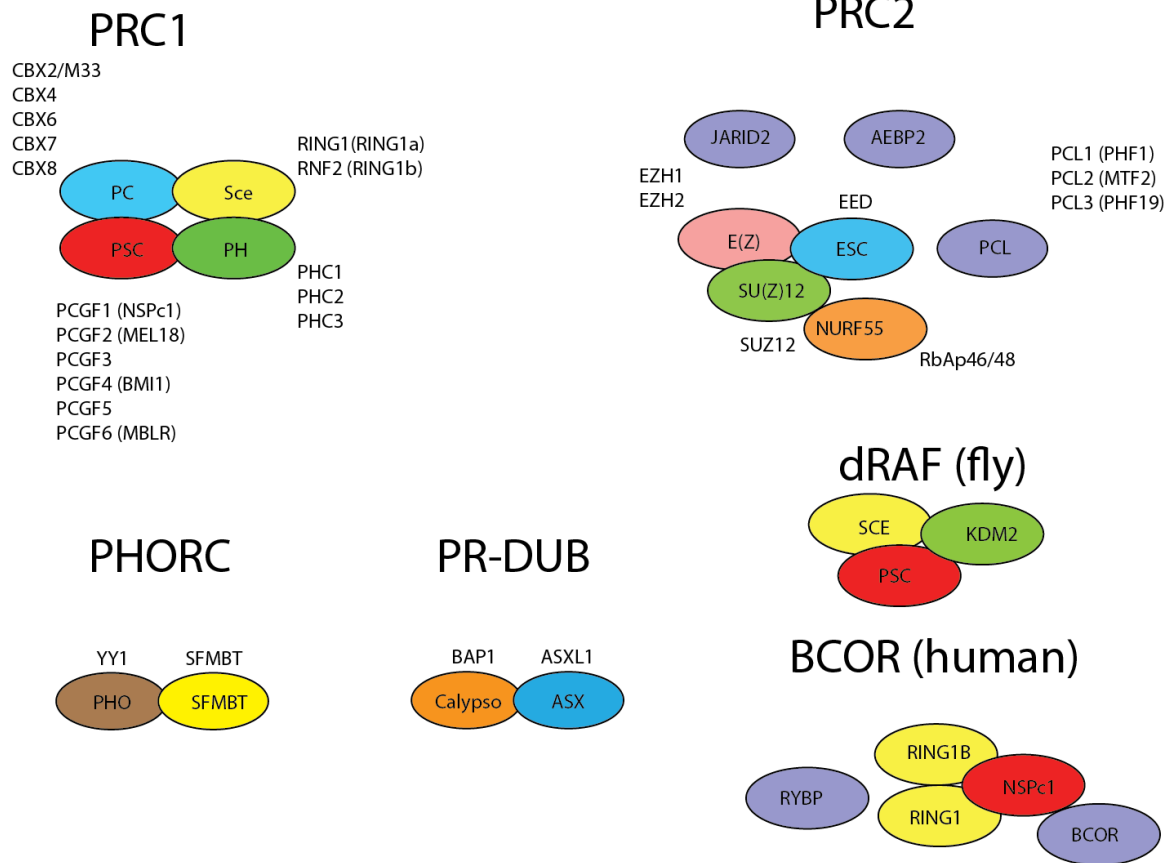 PRC1
CBX2/M33
CBX4
CBX6
CBX7
CBX8
RING1(RING1a)
RNF2 (RING1b)
PC
Sce
PSC
PH
PHC1
PHC2
PHC3
PCGF1 (NSPc1)
PCGF2 (MEL18)
PCGF3
PCGF4 (BMI1)
PCGF5
PCGF6 (MBLR)
PRC2
JARID2
AEBP2
PCL1 (PHF1)
PCL2 (MTF2)
PCL3 (PHF19)
EZH1
EZH2
EED
E(Z)
ESC
PCL
SU(Z)12
NURF55
SUZ12
RbAp46/48
dRAF (fly)
SCE
KDM2
PSC
PHORC
YY1
SFMBT
PHO
SFMBT
PR-DUB
BAP1
ASXL1
Calypso
ASX
BCOR (human)
RING1B
RYBP
NSPc1
RING1
BCOR